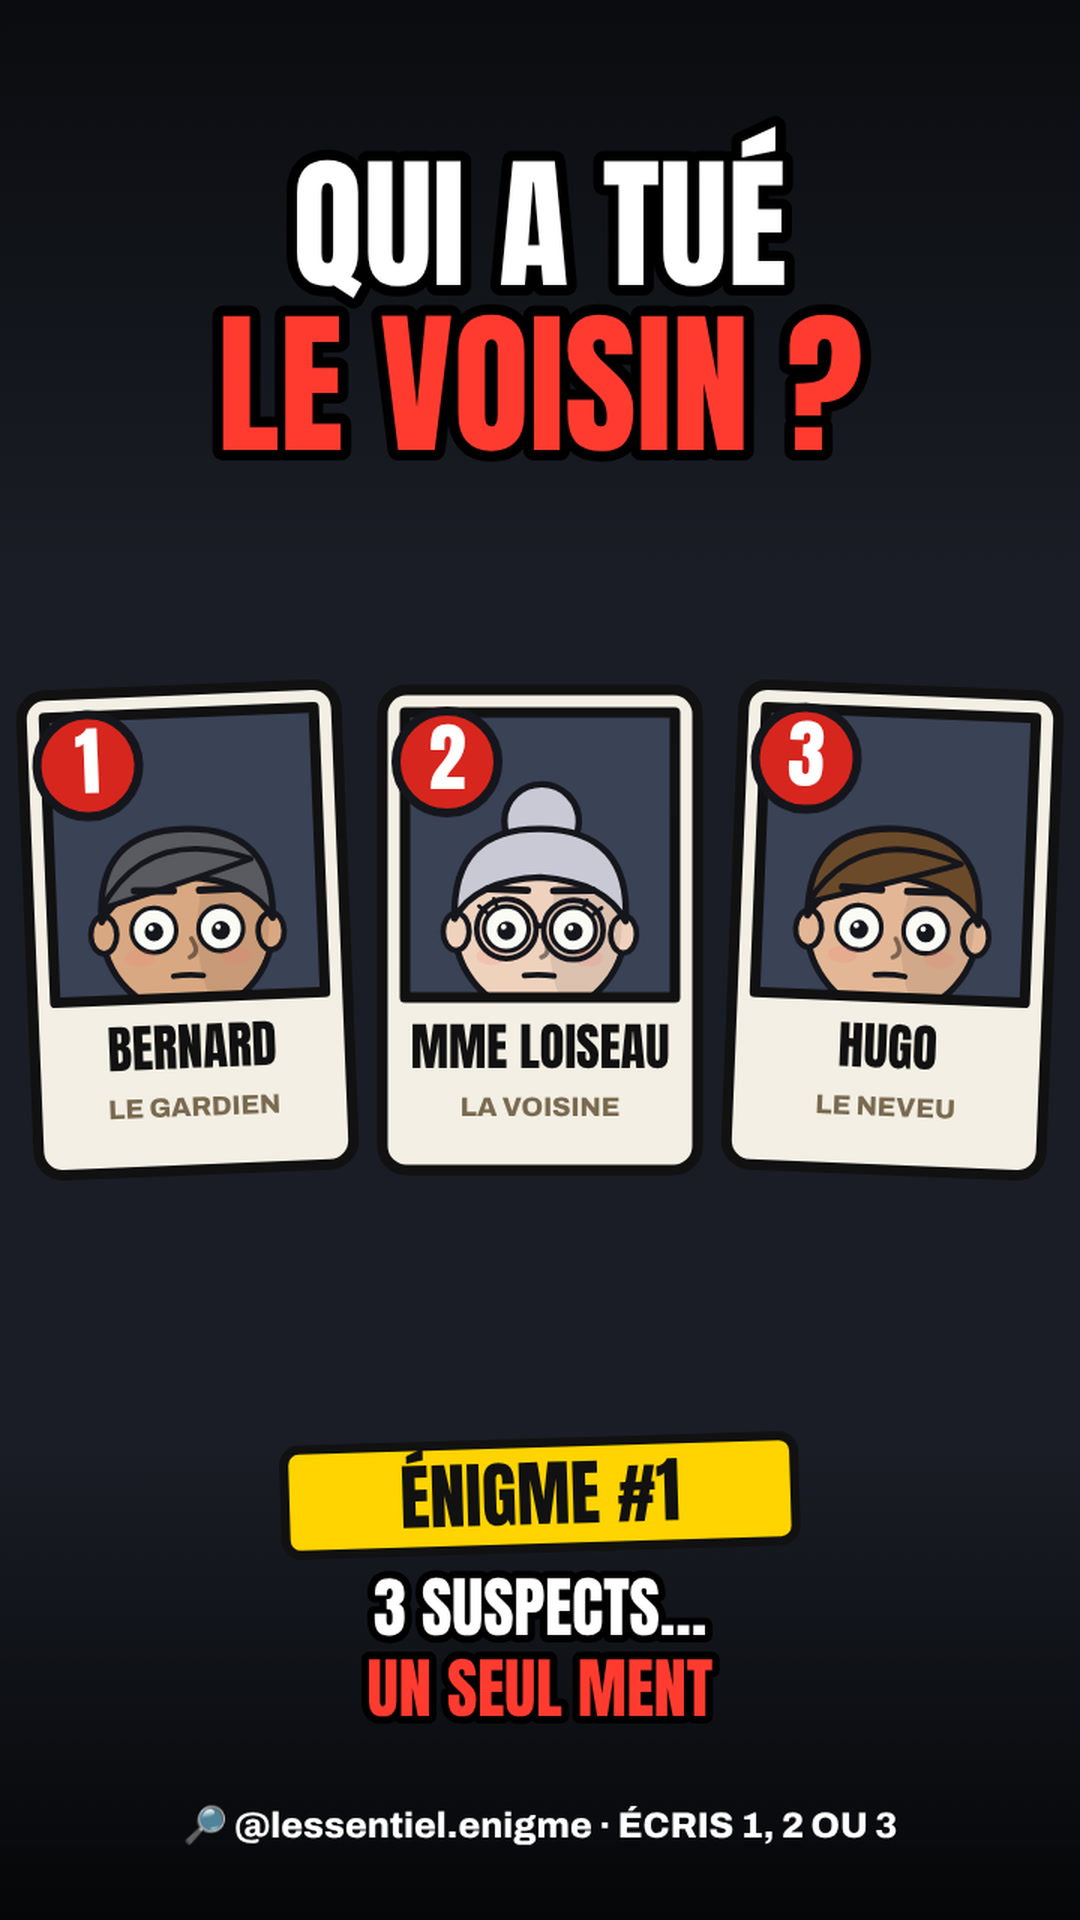 QUI A TUÉ
LE VOISIN ?
1
2
3
BERNARD
LE GARDIEN
MME LOISEAU
LA VOISINE
HUGO
LE NEVEU
ÉNIGME #1
3 SUSPECTS...
UN SEUL MENT
🔎 @lessentiel.enigme · ÉCRIS 1, 2 OU 3